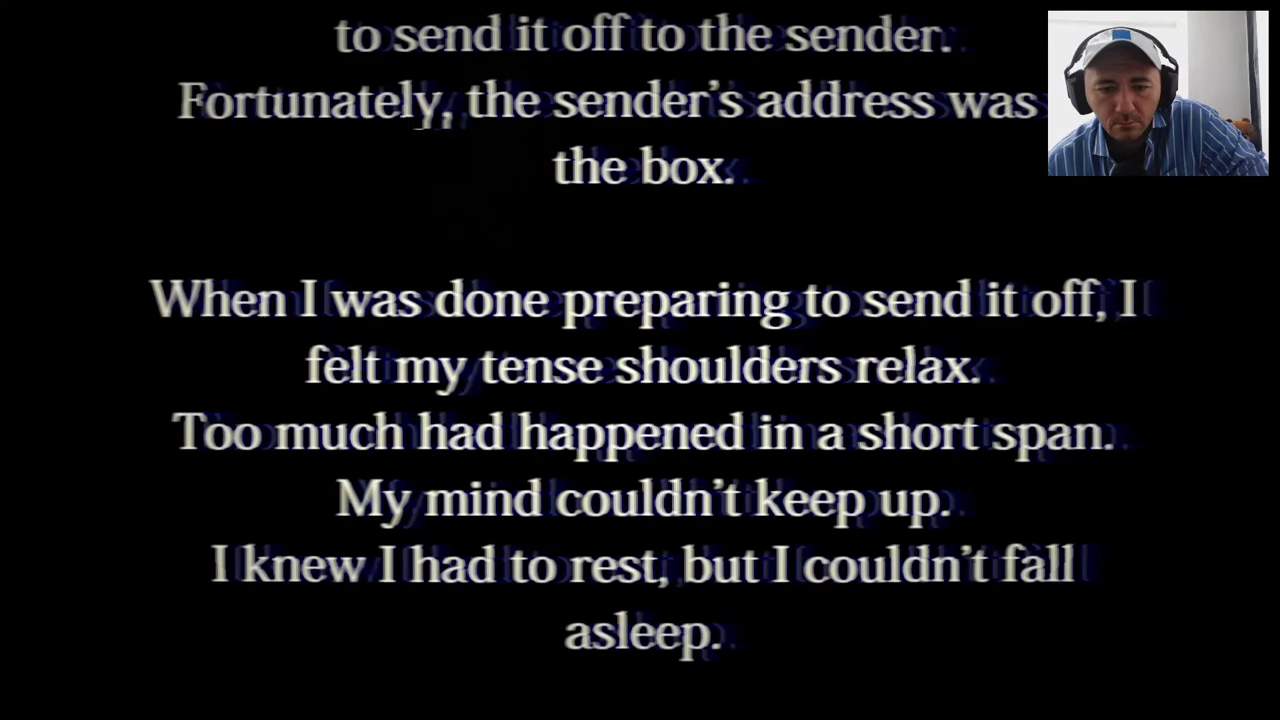 to send it off to the sender.
Fortunately, the sender's address was
the box.
When I was done preparing to send it off, I
felt my tense shoulders relax.
Too much had happened in a short span.
My mind couldn't keep up.
I knew I had to rest, but I couldn't fall
asleep.